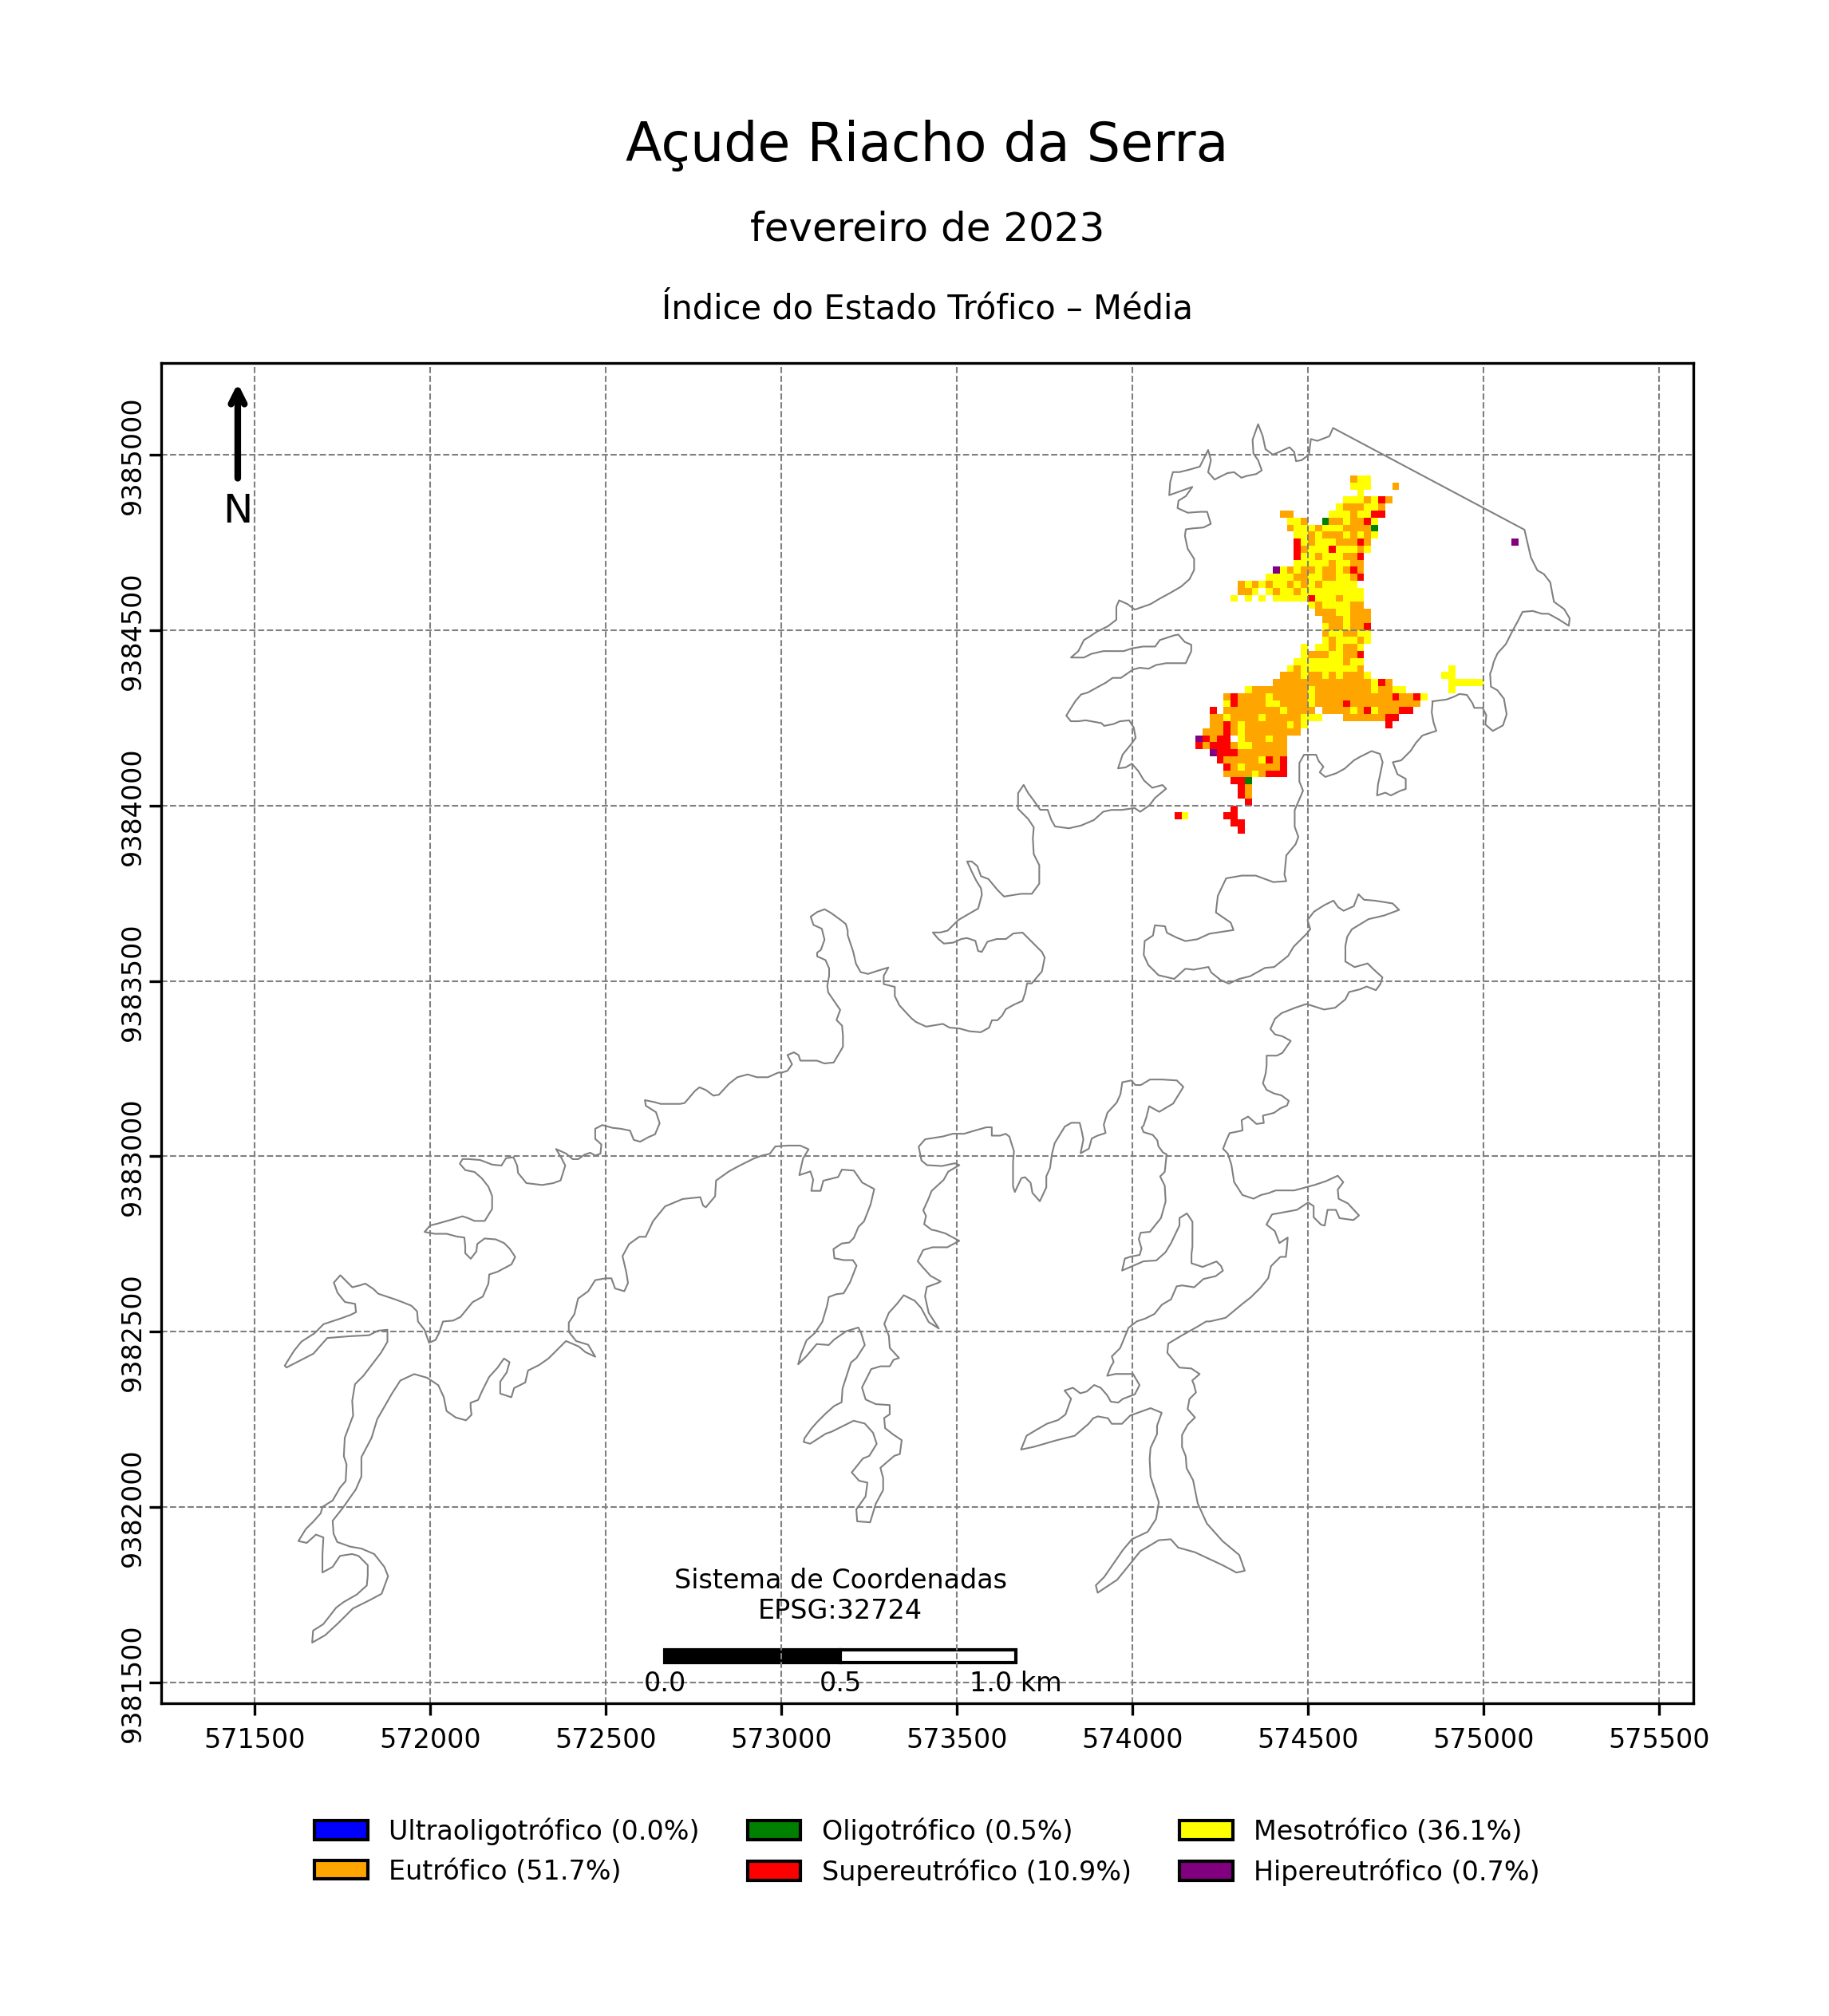 Açude Riacho da Serra
fevereiro de 2023
Índice do Estado Trófico – Média
N
9385000
9384500
9384000
9383500
9383000
9382500
9382000
9381500
Sistema de Coordenadas
EPSG:32724
0.0 0.5 1.0 km
571500 572000 572500 573000 573500 574000 574500 575000 575500
Ultraoligotrófico (0.0%) Oligotrófico (0.5%) Mesotrófico (36.1%)
Eutrófico (51.7%) Supereutrófico (10.9%) Hipereutrófico (0.7%)